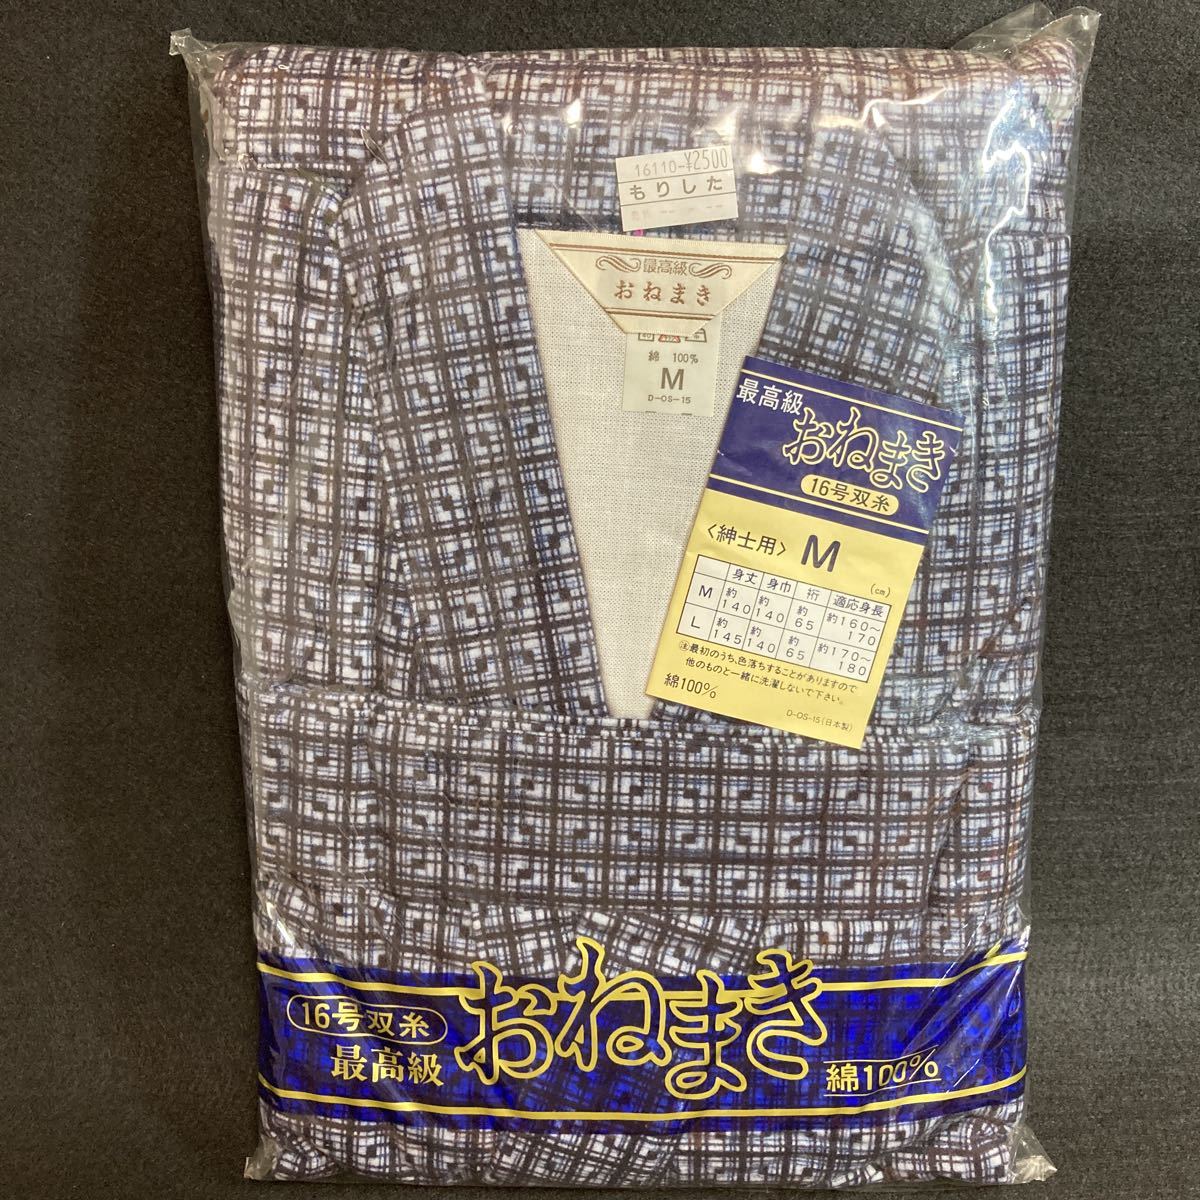 16110-¥2500
もりした
最高級
おねまき
綿 100%
M
D-OS-15
最高級
おねまき
16号双糸
〈紳士用〉 M
(cm)
身丈 身巾 裄 適応身長
M 約140 約140 約65 約160〜170
L 約145 約140 約65 約170〜180
㊟最初のうち、色落ちすることがありますので
他のものと一緒に洗濯しないで下さい。
綿100%
D-OS-15(日本製)
16号双糸
最高級
おねまき
綿100%